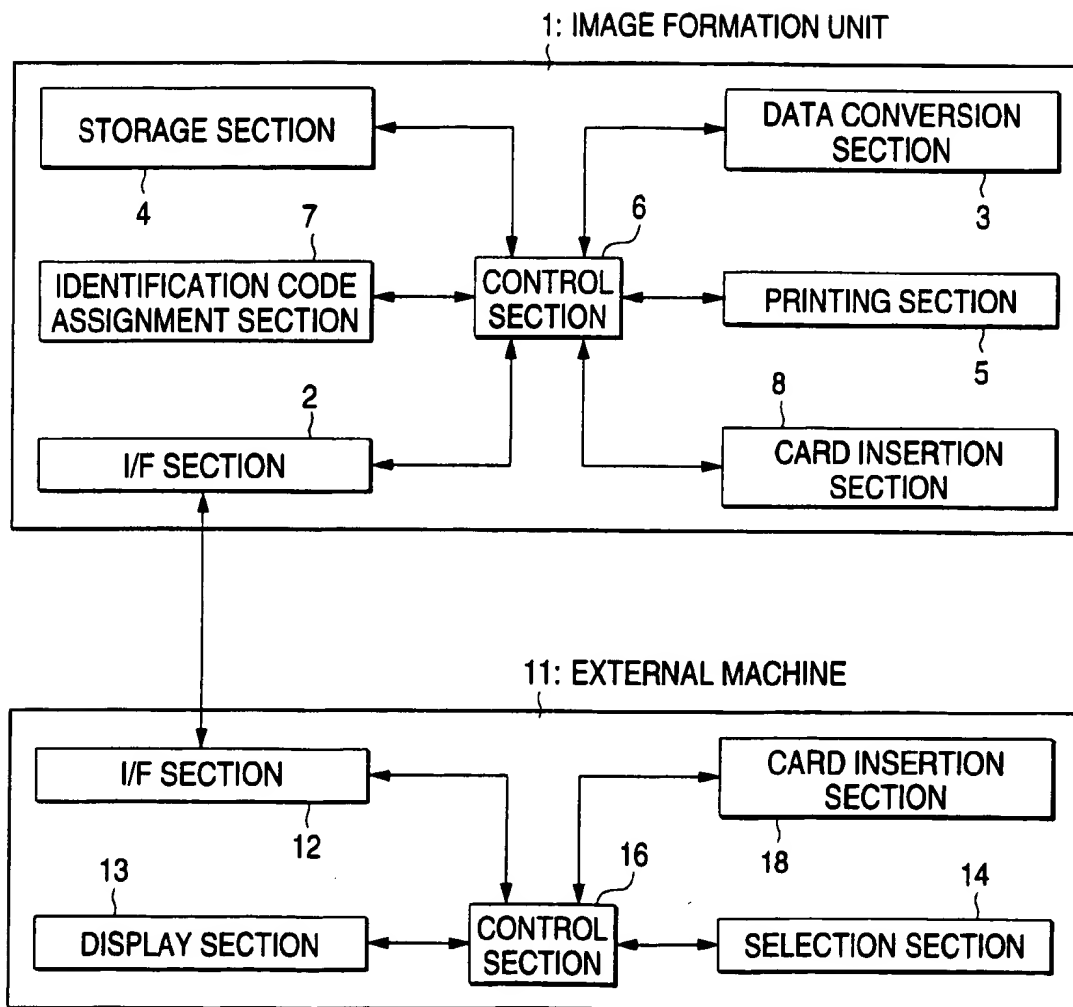 1: IMAGE FORMATION UNIT
STORAGE SECTION
4
DATA CONVERSION
SECTION
3
7
IDENTIFICATION CODE
ASSIGNMENT SECTION
6
CONTROL
SECTION
PRINTING SECTION
5
2
I/F SECTION
8
CARD INSERTION
SECTION
11: EXTERNAL MACHINE
I/F SECTION
12
CARD INSERTION
SECTION
18
13
DISPLAY SECTION
16
CONTROL
SECTION
14
SELECTION SECTION